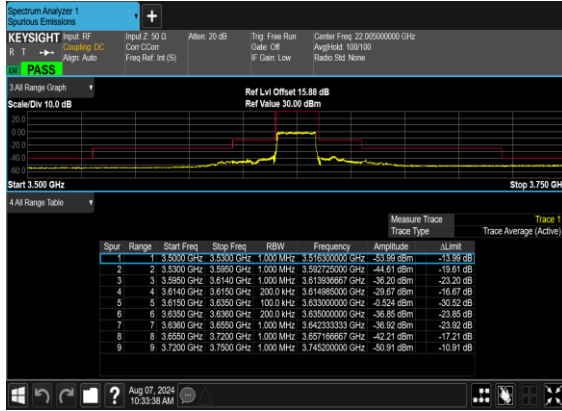 Spectrum Analyzer 1
Spurious Emissions
KEYSIGHT Input: RF Input Z: 50 Ω Atten: 20 dB Trig: Free Run Center Freq: 22.005000000 GHz
R T Coupling: DC Corr CCorr Gate: Off Avg|Hold: 100/100
Align: Auto Freq Ref: Int (S) IF Gain: Low Radio Std: None
PASS
3 All Range Graph
Ref Lvl Offset 15.88 dB
Scale/Div 10.0 dB Ref Value 30.00 dBm
20.0
10.0
0.00
-20.0
-40.0
-60.0
Start 3.500 GHz Stop 3.750 GH
4 All Range Table
Measure Trace Trace 1
Trace Type Trace Average (Active)
Spur Range Start Freq Stop Freq RBW Frequency Amplitude ΔLimit
1 1 3.5000 GHz 3.5300 GHz 1.000 MHz 3.516300000 GHz -53.99 dBm -13.99 dB
2 2 3.5300 GHz 3.5950 GHz 1.000 MHz 3.592725000 GHz -44.61 dBm -19.61 dB
3 3 3.5950 GHz 3.6140 GHz 1.000 MHz 3.613936667 GHz -36.20 dBm -23.20 dB
4 4 3.6140 GHz 3.6150 GHz 200.0 kHz 3.614985000 GHz -29.67 dBm -16.67 dB
5 5 3.6150 GHz 3.6350 GHz 100.0 kHz 3.633000000 GHz -0.524 dBm -30.52 dB
6 6 3.6350 GHz 3.6360 GHz 200.0 kHz 3.635000000 GHz -36.85 dBm -23.85 dB
7 7 3.6360 GHz 3.6550 GHz 1.000 MHz 3.642333333 GHz -36.92 dBm -23.92 dB
8 8 3.6550 GHz 3.7200 GHz 1.000 MHz 3.657166667 GHz -42.21 dBm -17.21 dB
9 9 3.7200 GHz 3.7500 GHz 1.000 MHz 3.745200000 GHz -50.91 dBm -10.91 dB
Aug 07, 2024
10:33:38 AM